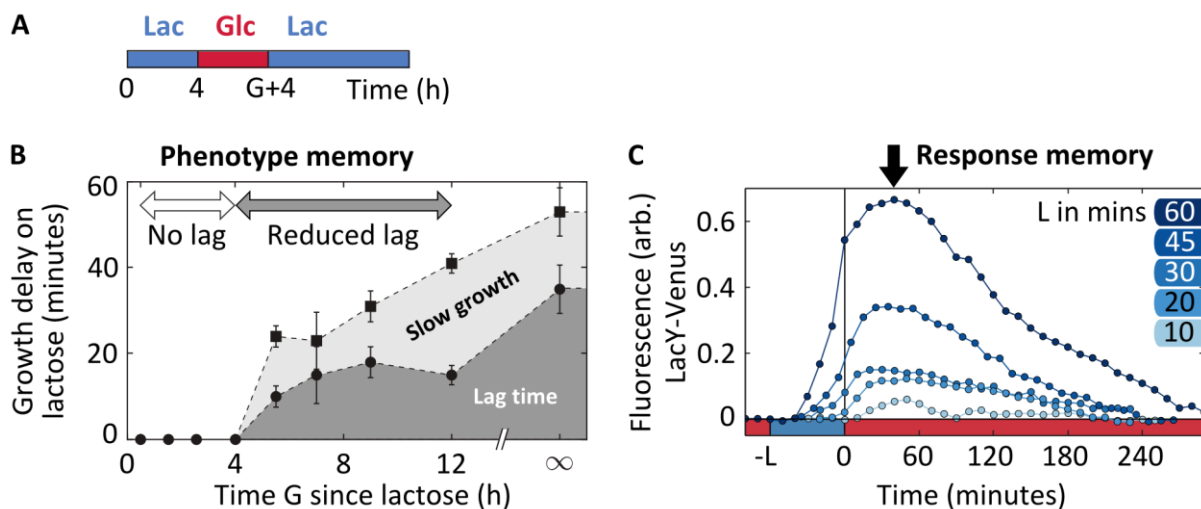 A
Lac Glc Lac
0 4 G+4 Time (h)
B
Phenotype memory
Growth delay on
lactose (minutes)
60
40
20
0
No lag
Reduced lag
Slow growth
Lag time
0 4 8 12 ∞
Time G since lactose (h)
C
Response memory
Fluorescence (arb.)
LacY-Venus
0.6
0.4
0.2
0
L in mins
60
45
30
20
10
-L 0 60 120 180 240
Time (minutes)